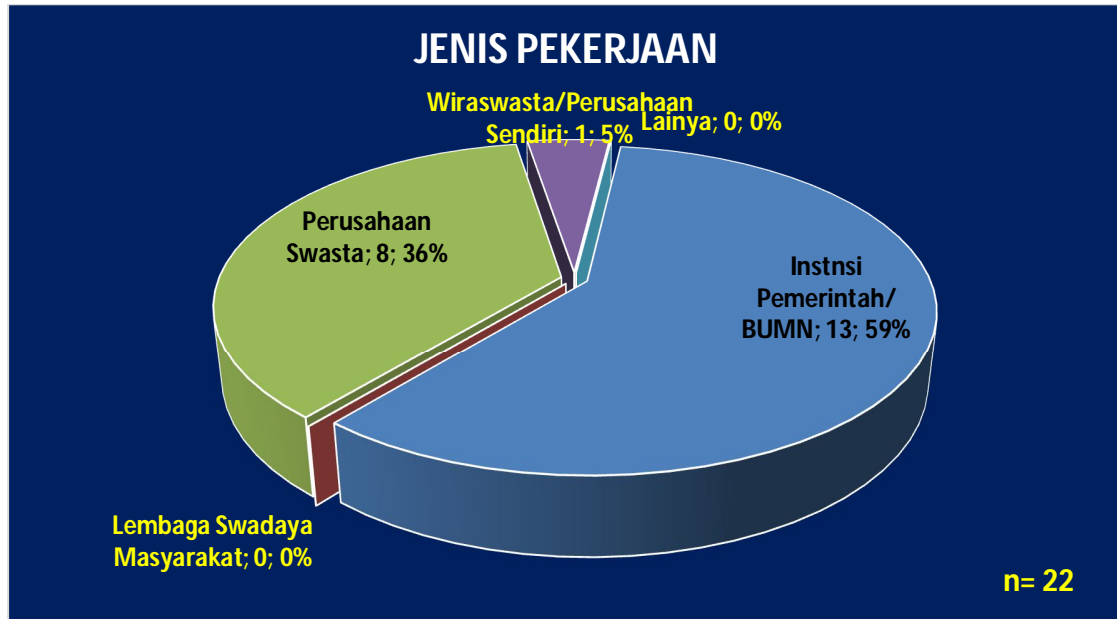 JENIS PEKERJAAN
Wiraswasta/Perusahaan
Sendiri; 1; 5%
Lainya; 0; 0%
Perusahaan
Swasta; 8; 36%
Instnsi
Pemerintah/
BUMN; 13; 59%
Lembaga Swadaya
Masyarakat; 0; 0%
n= 22